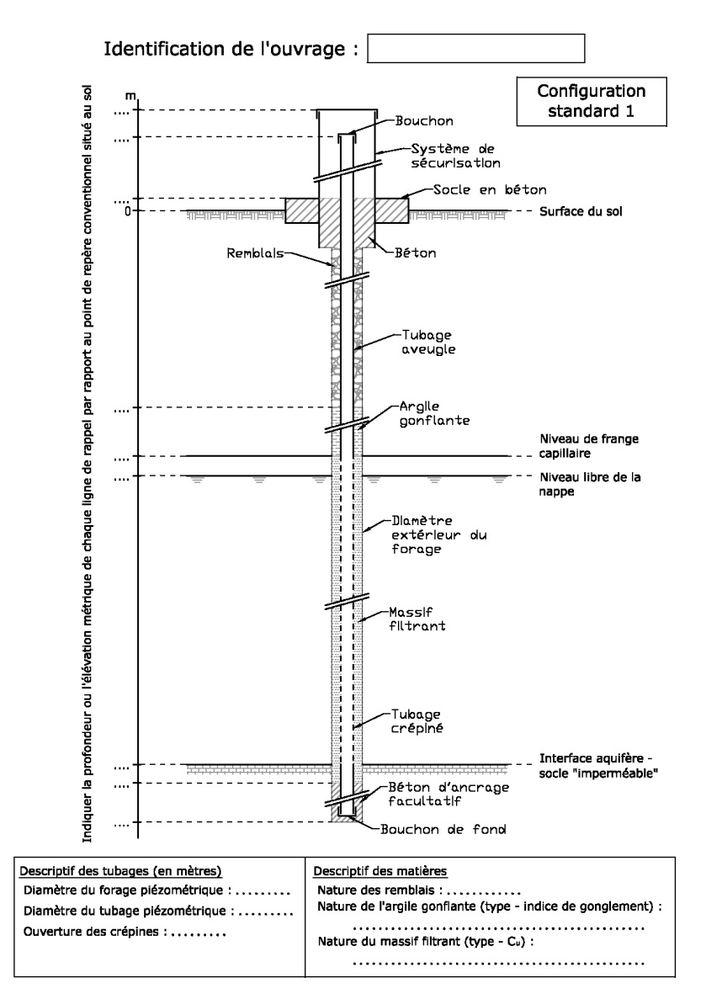 Identification de l'ouvrage :
Configuration
standard 1
Indiquer la profondeur ou l'élévation métrique de chaque ligne de rappel par rapport au point de repère conventionnel situé au sol
m
....
....
....
0
....
....
....
....
....
....
Bouchon
Système de
sécurisation
Socle en béton
Surface du sol
Remblais
Béton
Tubage
aveugle
Argile
gonflante
Niveau de frange
capillaire
Niveau libre de la
nappe
Diamètre
extérieur du
forage
Massif
filtrant
Tubage
crépiné
Interface aquifère -
socle "imperméable"
Béton d'ancrage
facultatif
Bouchon de fond
Descriptif des tubages (en mètres)
Diamètre du forage piézométrique : .........
Diamètre du tubage piézométrique : .........
Ouverture des crépines : .........
Descriptif des matières
Nature des remblais : ............
Nature de l'argile gonflante (type - indice de gonglement) :
..............................................
Nature du massif filtrant (type - Cu) :
..............................................